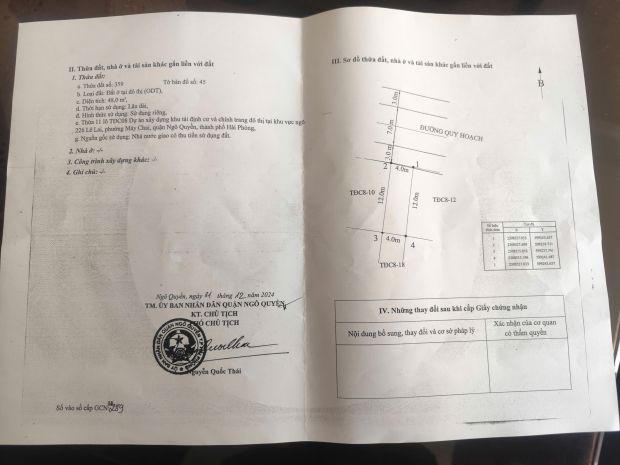 II. Thửa đất, nhà ở và tài sản khác gắn liền với đất
1. Thửa đất:
a. Thửa đất số: 359 Tờ bản đồ số: 45
b. Loại đất: Đất ở tại đô thị (ODT),
c. Diện tích: 48,0 m²,
d. Thời hạn sử dụng: Lâu dài,
đ. Hình thức sử dụng: Sử dụng riêng,
e. Thửa 11 lô TĐC08 Dự án xây dựng khu tái định cư và chỉnh trang đô thị tại khu vực ngõ
226 Lê Lai, phường Máy Chai, quận Ngô Quyền, thành phố Hải Phòng,
g. Nguồn gốc sử dụng: Nhà nước giao có thu tiền sử dụng đất.
2. Nhà ở: -/-
3. Công trình xây dựng khác: -/-
4. Ghi chú: -/-
Ngô Quyền, ngày 12, 2024
TM. ỦY BAN NHÂN DÂN QUẬN NGÔ QUYỀN
KT. CHỦ TỊCH
PHÓ CHỦ TỊCH
Nguyễn Quốc Thái
Số vào sổ cấp GCN
III. Sơ đồ thửa đất, nhà ở và tài sản khác gắn liền với đất
B
3.0m
7.0m
ĐƯỜNG QUY HOẠCH
3.0m
2 1
4.0m
TĐC8-10
12.0m
12.0m
TĐC8-12
3 4.0m 4
TĐC8-18
IV. Những thay đổi sau khi cấp Giấy chứng nhận
Nội dung bổ sung, thay đổi và cơ sở pháp lý
Xác nhận của cơ quan
có thẩm quyền